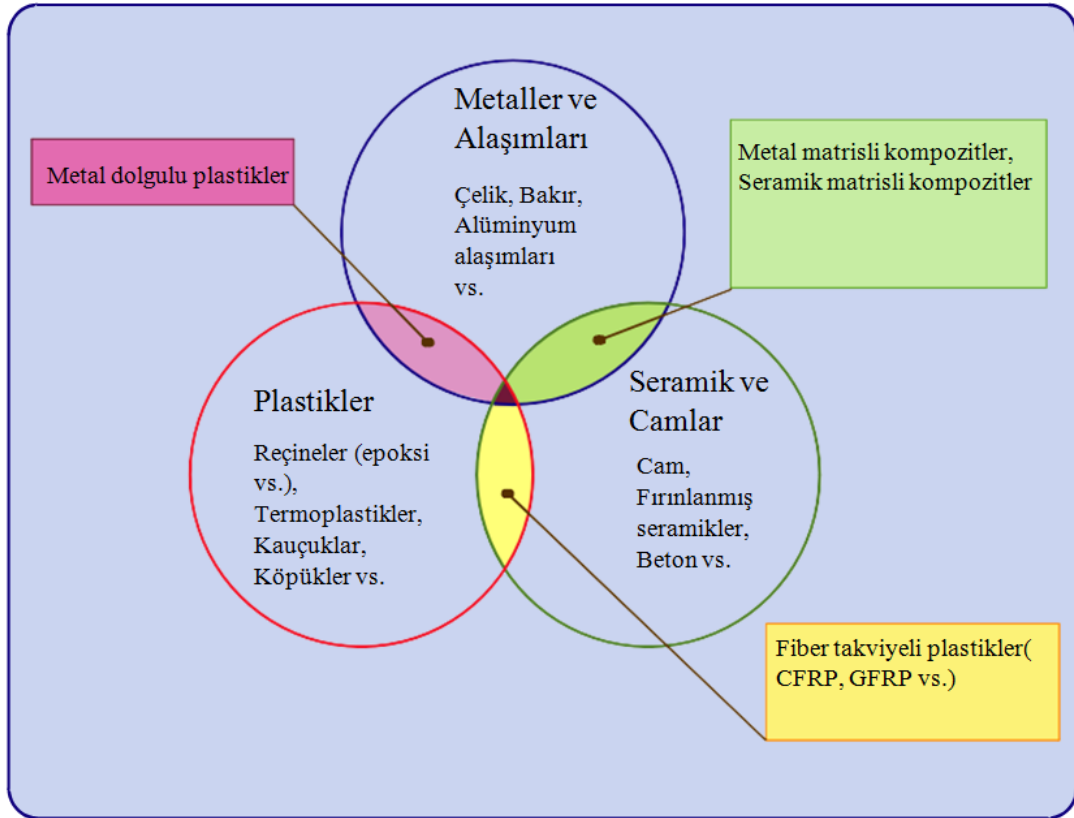 Metaller ve
Alaşımları
Çelik, Bakır,
Alüminyum
alaşımları
vs.
Metal dolgulu plastikler
Metal matrisli kompozitler,
Seramik matrisli kompozitler
Plastikler
Reçineler (epoksi
vs.),
Termoplastikler,
Kauçuklar,
Köpükler vs.
Seramik ve
Camlar
Cam,
Fırınlanmış
seramikler,
Beton vs.
Fiber takviyeli plastikler(
CFRP, GFRP vs.)